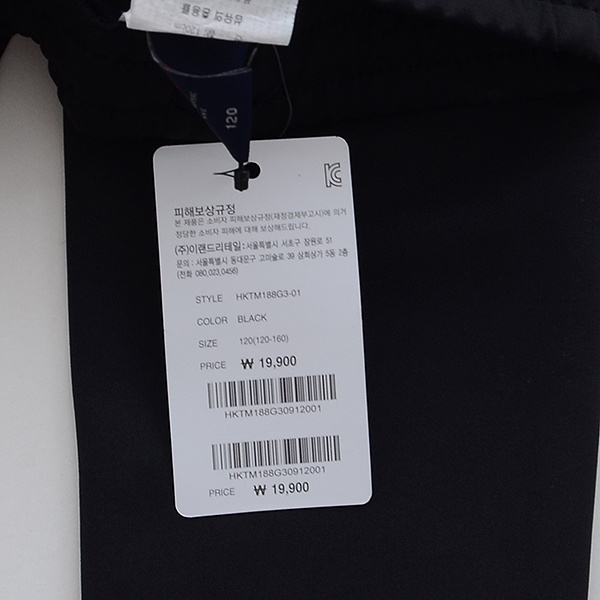 120cm
120
피해보상규정
본 제품은 소비자 피해보상규정(재정경제부고시)에 의거
정당한 소비자 피해에 대해 보상해드립니다.
(주)이랜드리테일: 서울특별시 서초구 잠원로 51
문의 : 서울특별시 동대문구 고미술로 39 삼희상가 5동 2층
(전화 080,023,0456)
STYLE HKTM188G3-01
COLOR BLACK
SIZE 120(120-160)
PRICE ₩ 19,900
HKTM188G30912001
HKTM188G30912001
PRICE ₩ 19,900